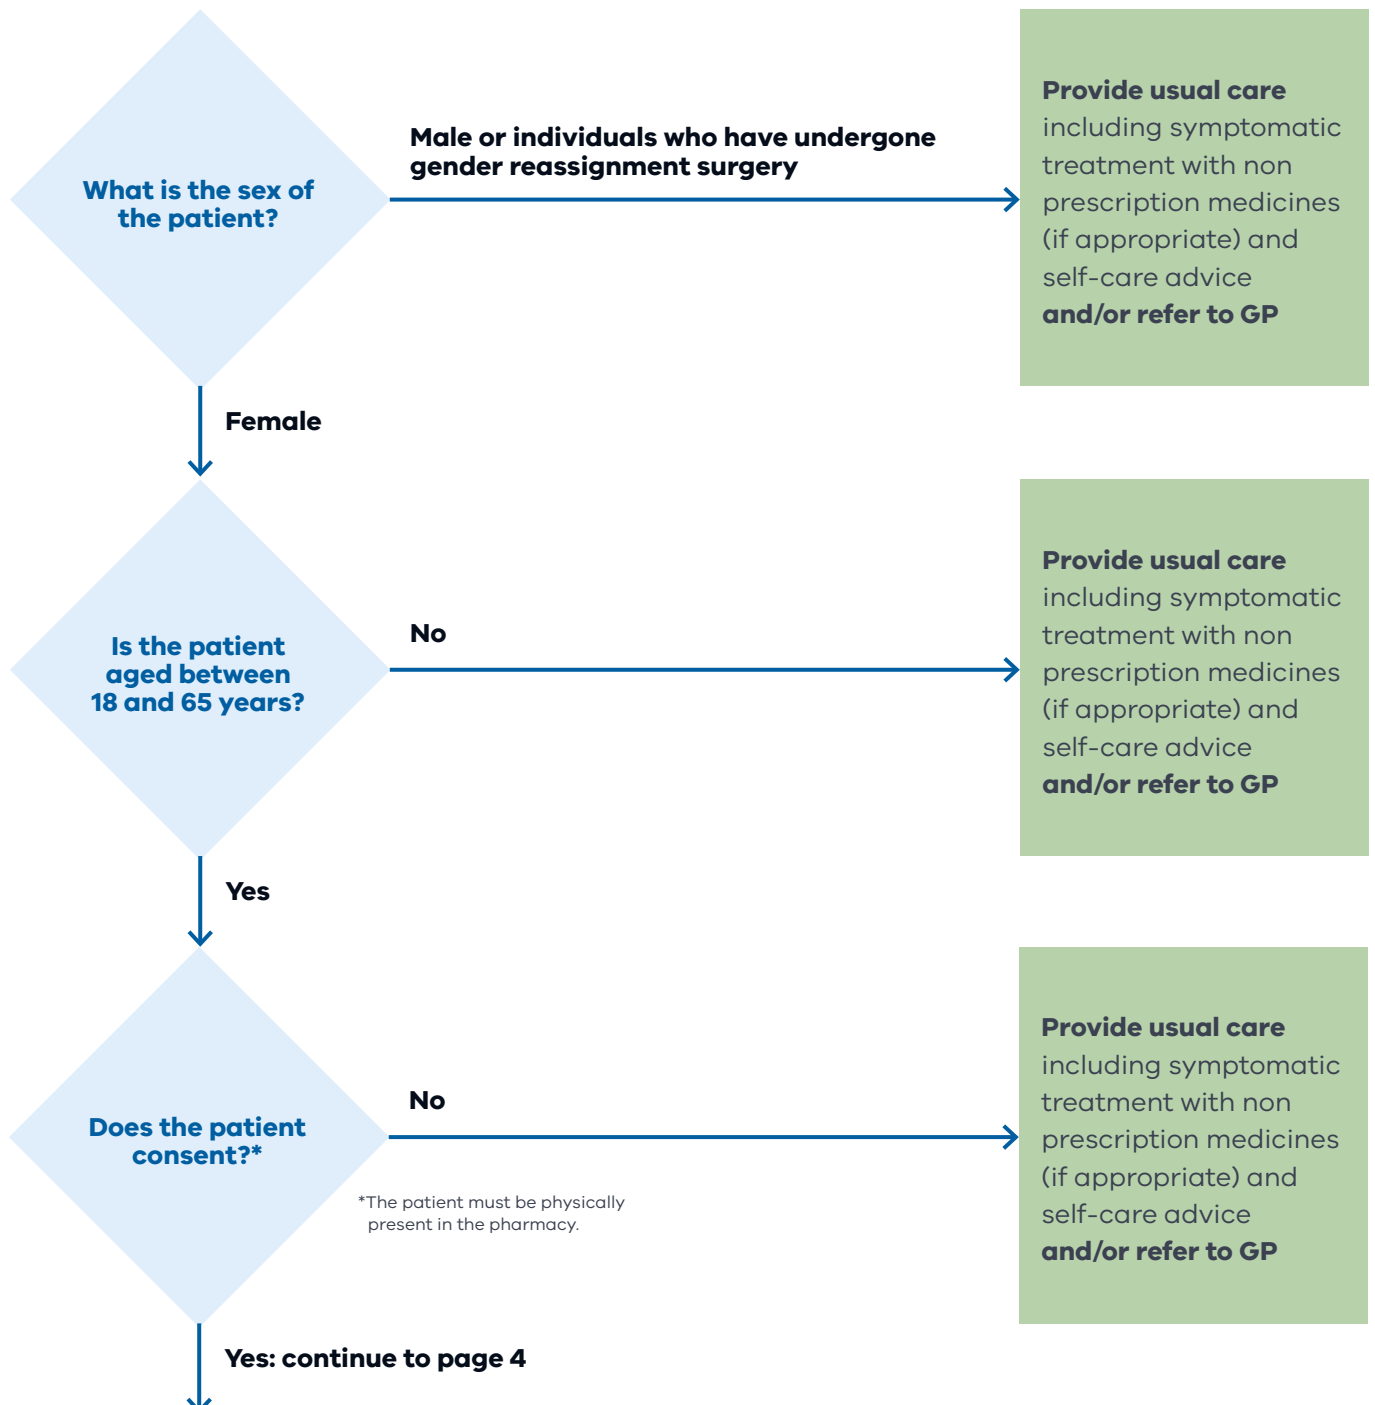 What is the sex of
the patient?
Male or individuals who have undergone
gender reassignment surgery
Provide usual care
including symptomatic
treatment with non
prescription medicines
(if appropriate) and
self-care advice
and/or refer to GP
Female
Is the patient
aged between
18 and 65 years?
No
Provide usual care
including symptomatic
treatment with non
prescription medicines
(if appropriate) and
self-care advice
and/or refer to GP
Yes
Does the patient
consent?*
No
*The patient must be physically
present in the pharmacy.
Provide usual care
including symptomatic
treatment with non
prescription medicines
(if appropriate) and
self-care advice
and/or refer to GP
Yes: continue to page 4